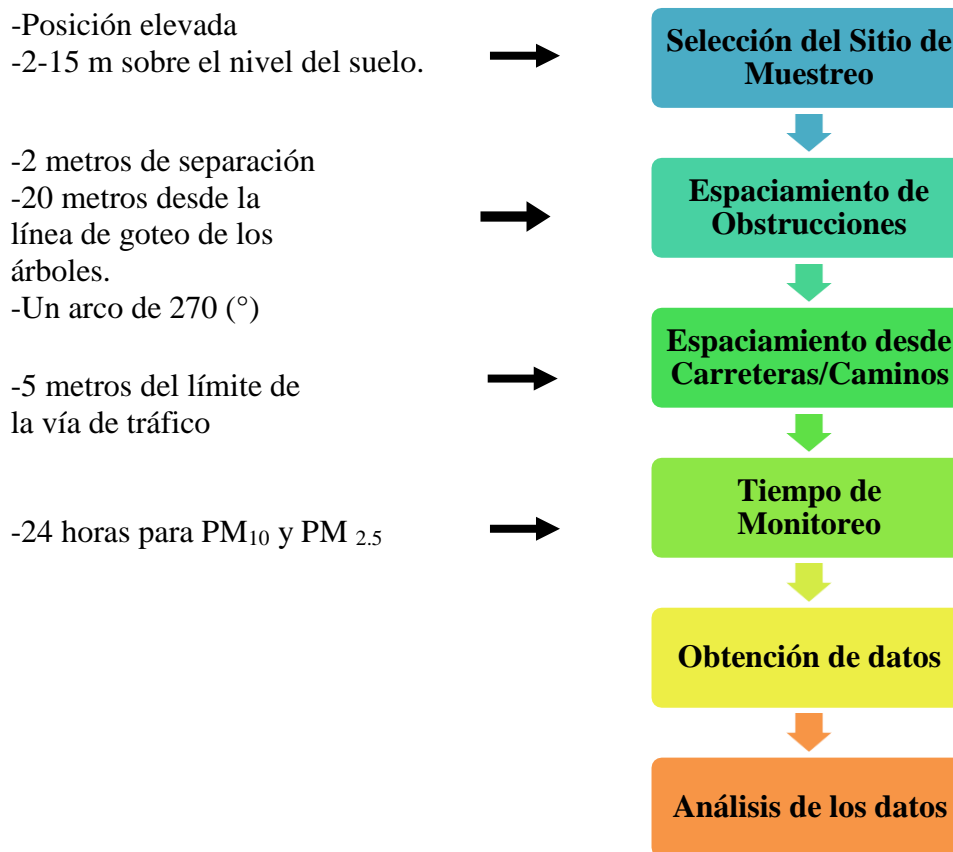 -Posición elevada
-2-15 m sobre el nivel del suelo.
Selección del Sitio de
Muestreo
-2 metros de separación
-20 metros desde la
línea de goteo de los
árboles.
-Un arco de 270 (°)
Espaciamiento de
Obstrucciones
-5 metros del límite de
la vía de tráfico
Espaciamiento desde
Carreteras/Caminos
-24 horas para PM₁₀ y PM ₂.₅
Tiempo de
Monitoreo
Obtención de datos
Análisis de los datos